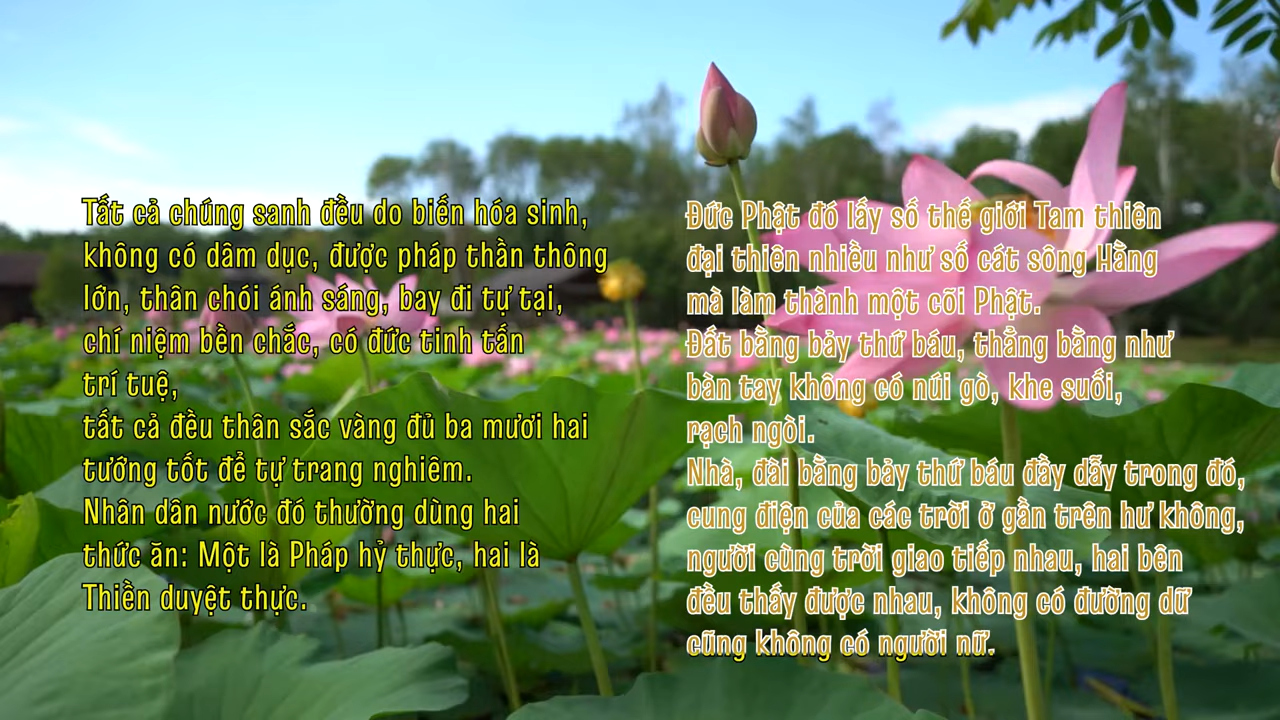 Tất cả chúng sanh đều do biến hóa sinh,
không có dâm dục, được pháp thần thông
lớn, thân chói ánh sáng, bay đi tự tại,
chí niệm bền chắc, có đức tinh tấn
trí tuệ,
tất cả đều thân sắc vàng đủ ba mươi hai
tướng tốt để tự trang nghiêm.
Nhân dân nước đó thường dùng hai
thức ăn: Một là Pháp hỷ thực, hai là
Thiền duyệt thực.
Đức Phật đó lấy số thế giới Tam thiên
đại thiên nhiều như số cát sông Hằng
mà làm thành một cõi Phật.
Đất bằng bảy thứ báu, thẳng bằng như
bàn tay không có núi gò, khe suối,
rạch ngòi.
Nhà, đài bằng bảy thứ báu đầy dẫy trong đó,
cung điện của các trời ở gần trên hư không,
người cùng trời giao tiếp nhau, hai bên
đều thấy được nhau, không có đường dữ
cũng không có người nữ.